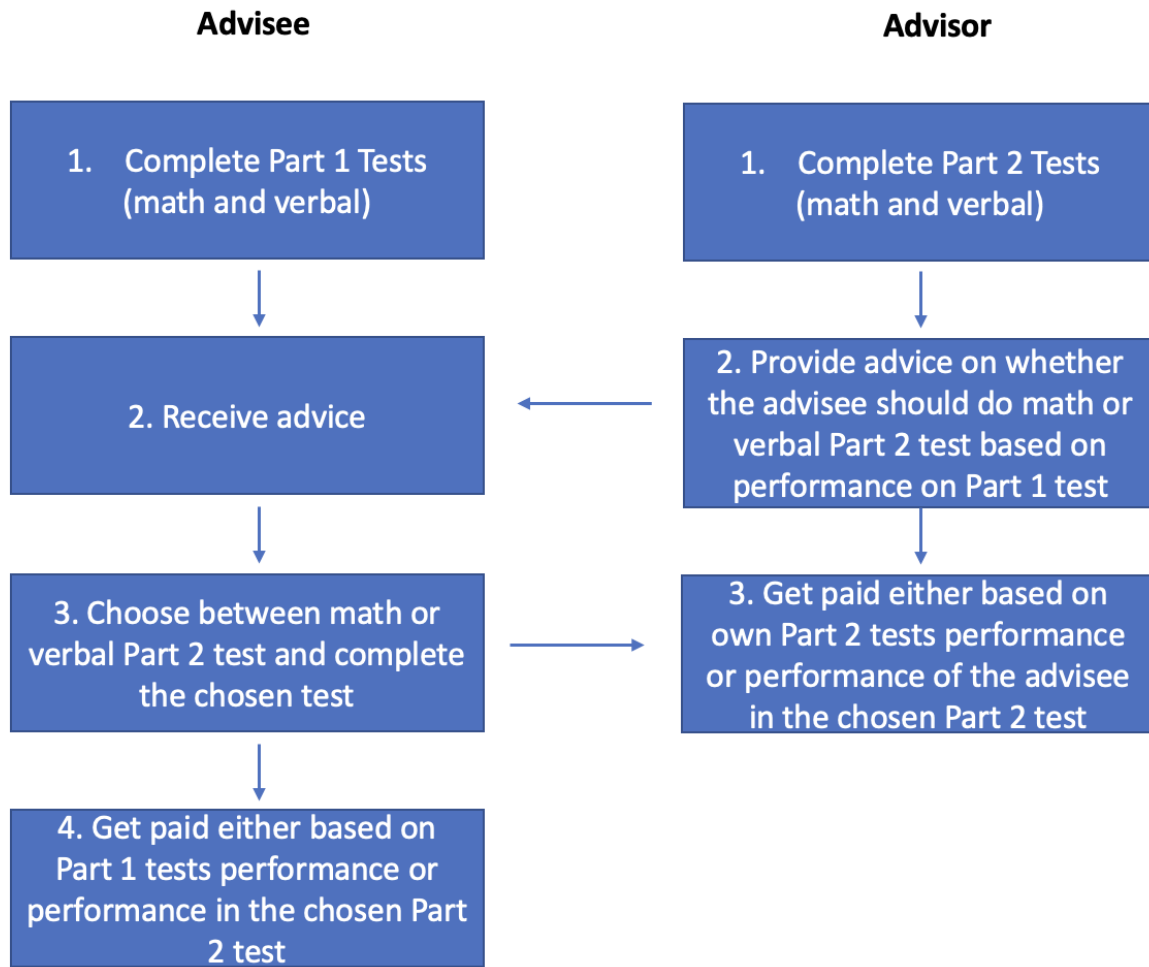 Advisee
Advisor
1. Complete Part 1 Tests
(math and verbal)
1. Complete Part 2 Tests
(math and verbal)
2. Receive advice
2. Provide advice on whether
the advisee should do math or
verbal Part 2 test based on
performance on Part 1 test
3. Choose between math or
verbal Part 2 test and complete
the chosen test
3. Get paid either based on
own Part 2 tests performance
or performance of the advisee
in the chosen Part 2 test
4. Get paid either based on
Part 1 tests performance or
performance in the chosen Part
2 test